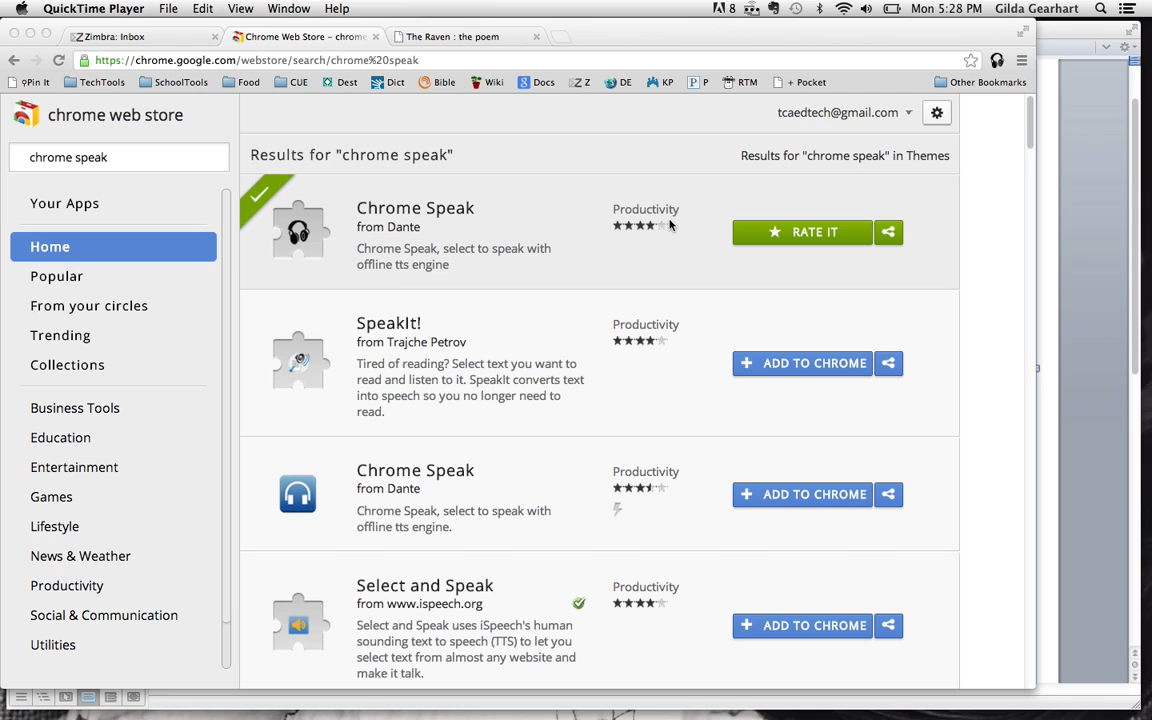 QuickTime Player File Edit View Window Help
8 Mon 5:28 PM Gilda Gearhart
Zimbra: Inbox
Chrome Web Store – chrome
The Raven : the poem
https://chrome.google.com/webstore/search/chrome%20speak
Pin It TechTools SchoolTools Food CUE Dest Dict Bible Wiki Docs Z DE KP P RTM + Pocket Other Bookmarks
chrome web store
tcaedtech@gmail.com
chrome speak
Results for "chrome speak"
Results for "chrome speak" in Themes
Your Apps
Home
Popular
From your circles
Trending
Collections
Business Tools
Education
Entertainment
Games
Lifestyle
News & Weather
Productivity
Social & Communication
Utilities
Chrome Speak
from Dante
Chrome Speak, select to speak with
offline tts engine
Productivity
RATE IT
SpeakIt!
from Trajche Petrov
Tired of reading? Select text you want to
read and listen to it. SpeakIt converts text
into speech so you no longer need to
read.
Productivity
ADD TO CHROME
Chrome Speak
from Dante
Chrome Speak, select to speak with
offline tts engine.
Productivity
ADD TO CHROME
Select and Speak
from www.ispeech.org
Select and Speak uses iSpeech's human
sounding text to speech (TTS) to let you
select text from almost any website and
make it talk.
Productivity
ADD TO CHROME